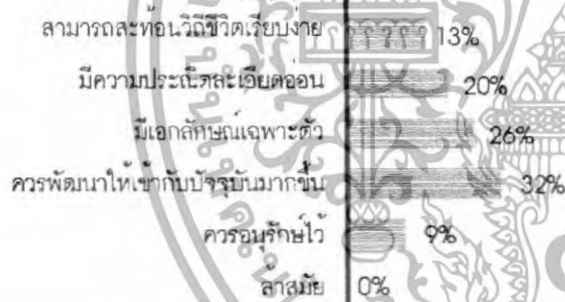 สามารถสะท้อนวิถีชีวิตเรียบง่าย 13%
มีความประณีตละเอียดอ่อน 20%
มีเอกลักษณ์เฉพาะตัว 26%
ควรพัฒนาให้เข้ากับปัจจุบันมากขึ้น 32%
ควรอนุรักษ์ไว้ 9%
ล้าสมัย 0%